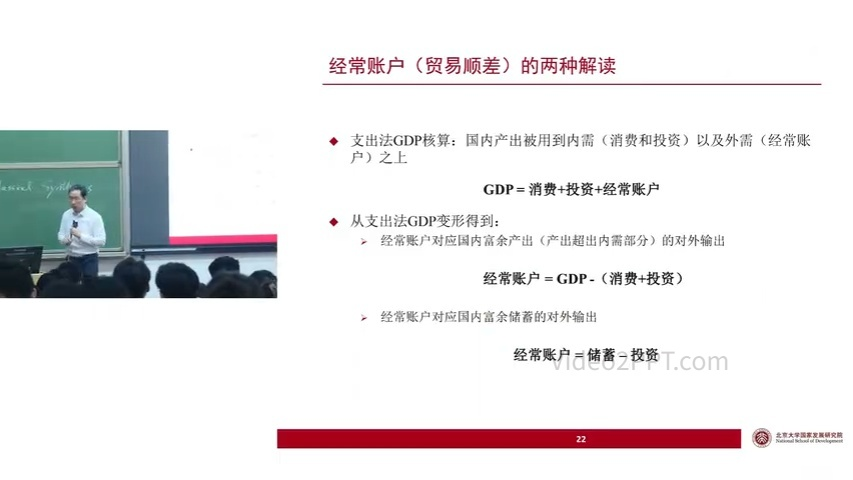 经常账户（贸易顺差）的两种解读
◆ 支出法GDP核算：国内产出被用到内需（消费和投资）以及外需（经常账
户）之上
GDP = 消费+投资+经常账户
◆ 从支出法GDP变形得到：
➢ 经常账户对应国内富余产出（产出超出内需部分）的对外输出
经常账户 = GDP -（消费+投资）
➢ 经常账户对应国内富余储蓄的对外输出
经常账户 = 储蓄 – 投资
Video2PPT.com
22
北京大学国家发展研究院
National School of Development